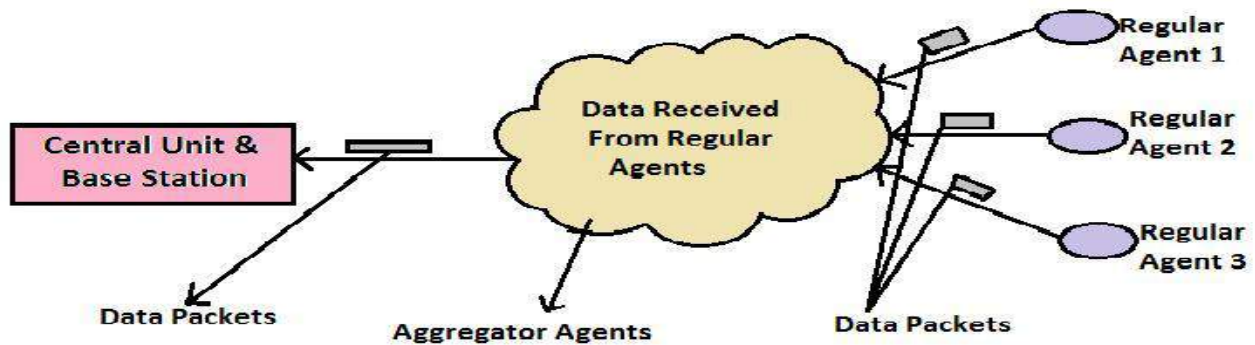 Central Unit &
Base Station
Data Received
From Regular
Agents
Regular
Agent 1
Regular
Agent 2
Regular
Agent 3
Data Packets
Aggregator Agents
Data Packets